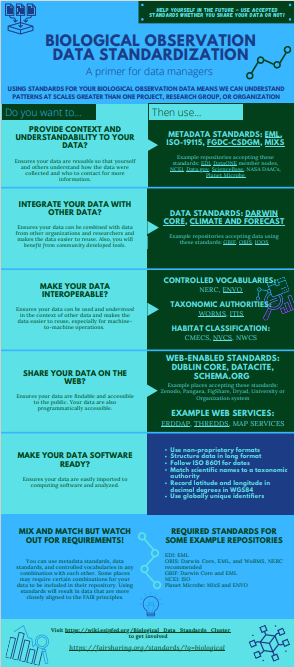 HELP YOURSELF IN THE FUTURE - USE ACCEPTED
STANDARDS WHETHER YOU SHARE YOUR DATA OR NOT!
BIOLOGICAL OBSERVATION
DATA STANDARDIZATION
A primer for data managers
USING STANDARDS FOR YOUR BIOLOGICAL OBSERVATION DATA MEANS WE CAN UNDERSTAND
PATTERNS AT SCALES GREATER THAN ONE PROJECT, RESEARCH GROUP, OR ORGANIZATION
Do you want to...
Then use...
PROVIDE CONTEXT AND
UNDERSTANDABILITY TO YOUR
DATA?
Ensures your data are reusable so that yourself
and others understand how the data were
collected and who to contact for more
information.
METADATA STANDARDS: EML,
ISO-19115, FGDC-CSDGM, MIXS
Example repositories accepting these
standards: EDI, DataONE member nodes,
NCEI, Data.gov, ScienceBase, NASA DAACs,
Planet Microbe
INTEGRATE YOUR DATA WITH
OTHER DATA?
Ensures your data can be combined with data
from other organizations and researchers and
makes the data easier to reuse. Also, you will
benefit from community developed tools.
DATA STANDARDS: DARWIN
CORE, CLIMATE AND FORECAST
Example repositories accepting data using
these standards: GBIF, OBIS, IOOS
MAKE YOUR DATA
INTEROPERABLE?
Ensures your data can be used and understood
in the context of other data and makes the
data easier to reuse, especially for machine-
to-machine operations.
CONTROLLED VOCABULARIES:
NERC, ENVO
TAXONOMIC AUTHORITIES:
WORMS, ITIS
HABITAT CLASSIFICATION:
CMECS, NVCS, NWCS
SHARE YOUR DATA ON THE
WEB?
Ensures your data are findable and accessible
to the public. Your data are also
programmatically accessible.
WEB-ENABLED STANDARDS:
DUBLIN CORE, DATACITE,
SCHEMA.ORG
Example places accepting these standards:
Zenodo, Pangaea, FigShare, Dryad, University or
Organization system
EXAMPLE WEB SERVICES:
ERDDAP, THREDDS, MAP SERVICES
MAKE YOUR DATA SOFTWARE
READY?
Ensures your data are easily imported to
computing software and analyzed.
• Use non-proprietary formats
• Structure data in long format
• Follow ISO 8601 for dates
• Match scientific names to a taxonomic
authority
• Record latitude and longitude in
decimal degrees in WGS84
• Use globally unique identifiers
MIX AND MATCH BUT WATCH
OUT FOR REQUIREMENTS!
You can use metadata standards, data
standards, and controlled vocabularies in any
combination with each other. Some places
may require certain combinations for your
data to be included in their repository. Using
standards will result in data that are more
closely aligned to the FAIR principles.
REQUIRED STANDARDS FOR
SOME EXAMPLE
REPOSITORIES
EDI: EML
OBIS: Darwin Core, EML, and WoRMS, NERC
recommended
GBIF: Darwin Core and EML
NCEI: ISO
Planet Microbe: MIxS and ENVO
Visit https://wiki.esipfed.org/Biological_Data_Standards_Cluster
to get involved
https://fairsharing.org/standards/?q=biological